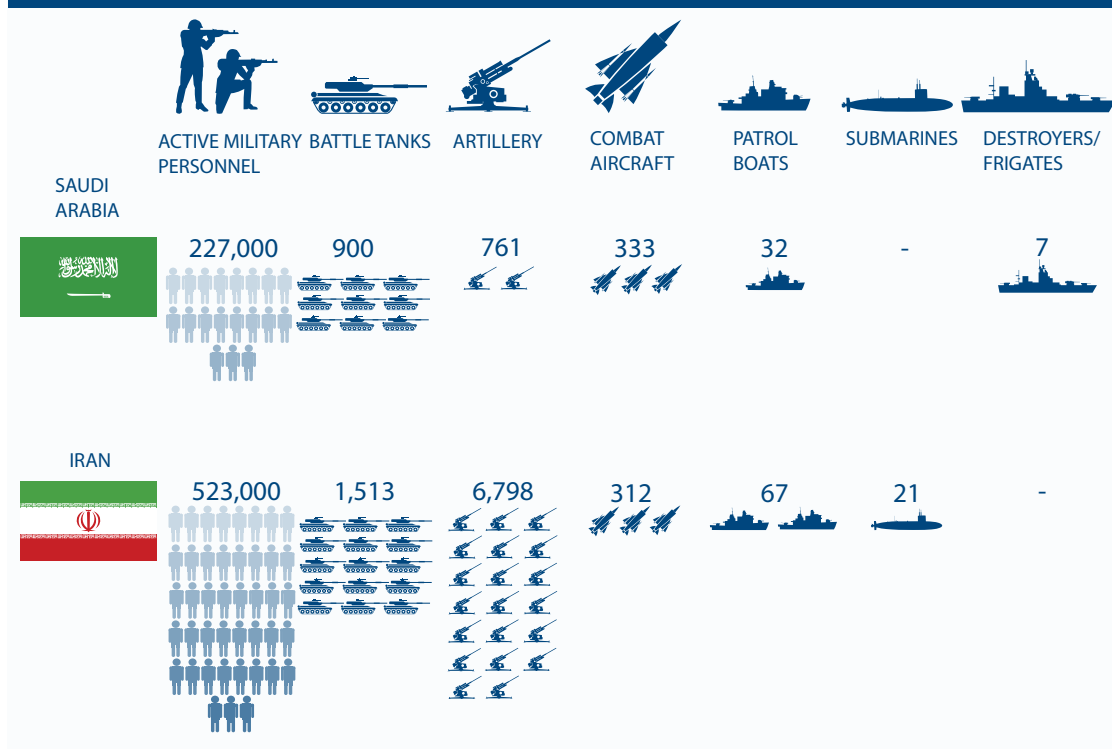 ACTIVE MILITARY PERSONNEL
BATTLE TANKS
ARTILLERY
COMBAT AIRCRAFT
PATROL BOATS
SUBMARINES
DESTROYERS/ FRIGATES
SAUDI ARABIA
227,000 900 761 333 32 - 7
IRAN
523,000 1,513 6,798 312 67 21 -